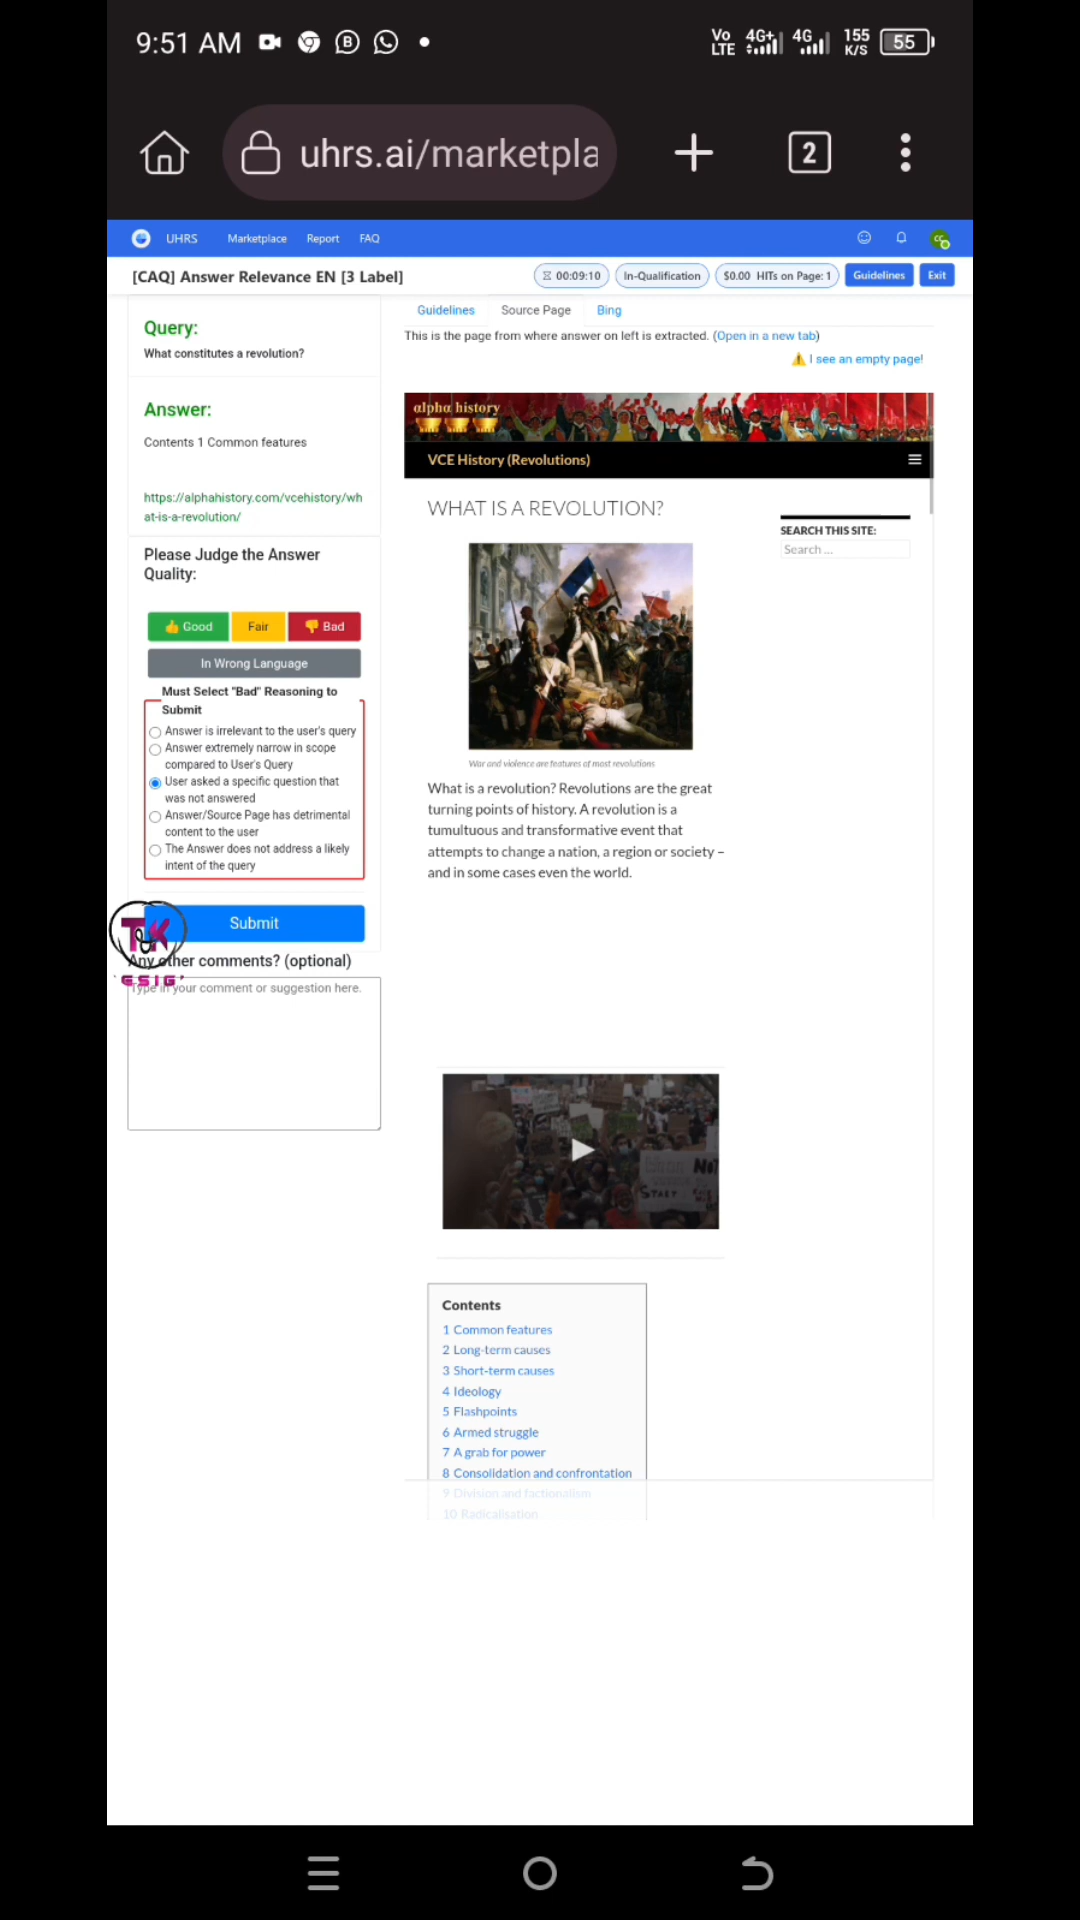 9:51 AM
Vo LTE 4G+ 4G 155 K/S 55
uhrs.ai/marketpla
2
UHRS Marketplace Report FAQ
CC
[CAQ] Answer Relevance EN [3 Label]
00:09:10
In-Qualification
$0.00 HITs on Page: 1
Guidelines
Exit
Query:
What constitutes a revolution?
Answer:
Contents 1 Common features
https://alphahistory.com/vcehistory/wh
at-is-a-revolution/
Please Judge the Answer
Quality:
Good
Fair
Bad
In Wrong Language
Must Select "Bad" Reasoning to
Submit
Answer is irrelevant to the user's query
Answer extremely narrow in scope
compared to User's Query
User asked a specific question that
was not answered
Answer/Source Page has detrimental
content to the user
The Answer does not address a likely
intent of the query
Submit
Any other comments? (optional)
Type in your comment or suggestion here.
ESIG
Guidelines Source Page Bing
This is the page from where answer on left is extracted. (Open in a new tab)
I see an empty page!
alpha history
VCE History (Revolutions)
WHAT IS A REVOLUTION?
SEARCH THIS SITE:
Search ...
War and violence are features of most revolutions
What is a revolution? Revolutions are the great
turning points of history. A revolution is a
tumultuous and transformative event that
attempts to change a nation, a region or society –
and in some cases even the world.
Contents
1 Common features
2 Long-term causes
3 Short-term causes
4 Ideology
5 Flashpoints
6 Armed struggle
7 A grab for power
8 Consolidation and confrontation
9 Division and factionalism
10 Radicalisation